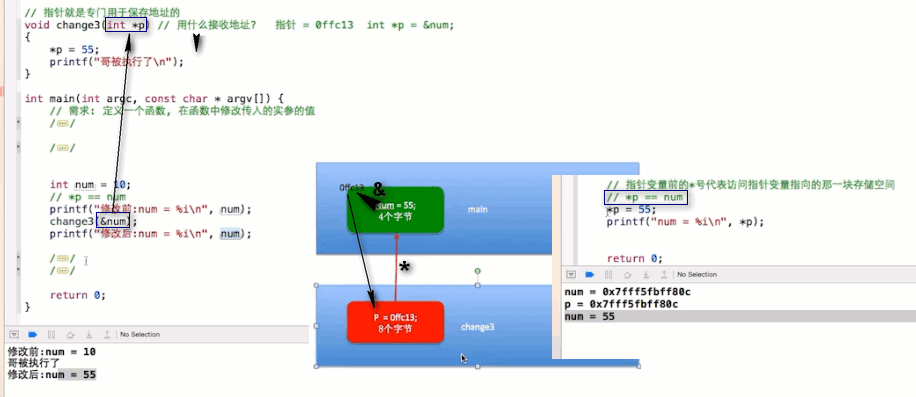 // 指针就是专门用于保存地址的
void change3(int *p) // 用什么接收地址?  指针 = 0ffc13  int *p = &num;
{
*p = 55;
printf("哥被执行了\n");
}
int main(int argc, const char * argv[]) {
// 需求: 定义一个函数, 在函数中修改传入的实参的值
/⋯/
/⋯/
int num = 10;
// *p == num
printf("修改前:num = %i\n", num);
change3(&num);
printf("修改后:num = %i\n", num);
/⋯/
/⋯/
return 0;
}
No Selection
修改前:num = 10
哥被执行了
修改后:num = 55
0ffc13
&
num = 55;
4个字节
main
*
P = 0ffc13;
8个字节
change3
// 指针变量前的*号代表访问指针变量指向的那一块存储空间
// *p == num
*p = 55;
printf("num = %i\n", *p);
return 0;
No Selection
num = 0x7fff5fbff80c
p = 0x7fff5fbff80c
num = 55